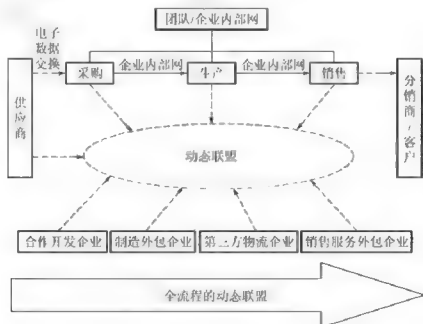 团队/企业内部网
电子
数据
交换
采购
企业内部网
生产
企业内部网
销售
供应商
分销商/客户
动态联盟
合作开发企业
制造外包企业
第三方物流企业
销售服务外包企业
全流程的动态联盟